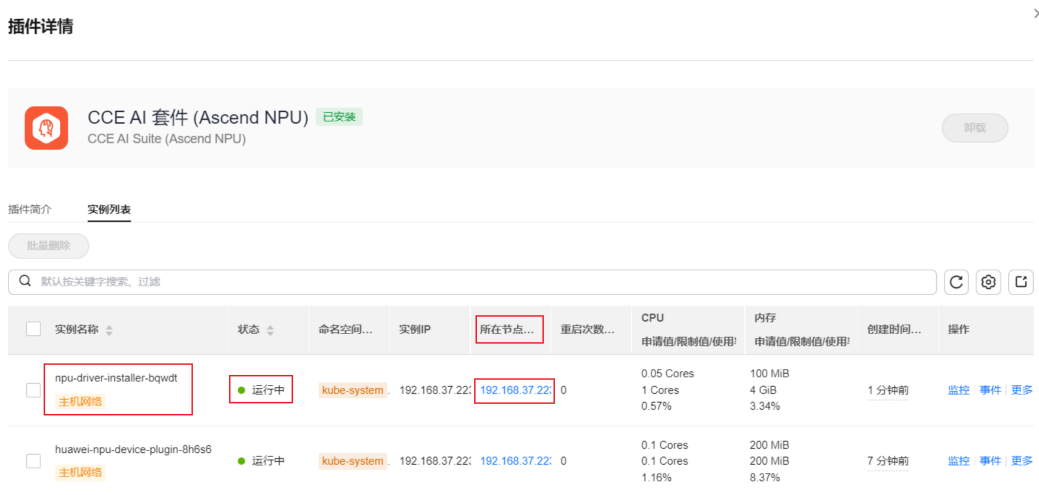 插件详情
CCE AI 套件 (Ascend NPU) 已安装
CCE AI Suite (Ascend NPU)
卸载
插件简介 实例列表
批量删除
默认按关键字搜索、过滤
实例名称 状态 命名空间... 实例IP 所在节点... 重启次数... CPU 内存 创建时间... 操作
申请值/限制值/使用 申请值/限制值/使用
npu-driver-installer-bqwdt 运行中 kube-system 192.168.37.22 192.168.37.22 0 0.05 Cores 100 MiB 1 分钟前 监控 事件 更多
主机网络 1 Cores 4 GiB
0.57% 3.34%
huawei-npu-device-plugin-8h6s6 运行中 kube-system 192.168.37.22 192.168.37.22 0 0.1 Cores 200 MiB 7 分钟前 监控 事件 更多
主机网络 0.1 Cores 200 MiB
1.16% 8.37%